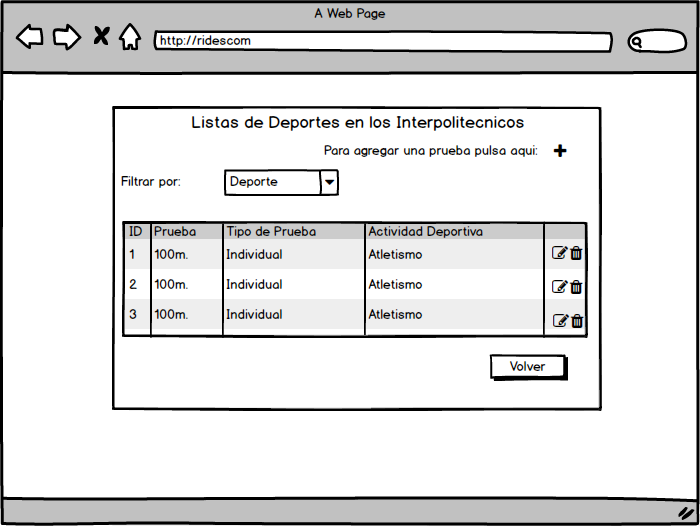 A Web Page
http://ridescom
Listas de Deportes en los Interpolitecnicos
Para agregar una prueba pulsa aqui:
Filtrar por: Deporte
ID Prueba Tipo de Prueba Actividad Deportiva
1 100m. Individual Atletismo
2 100m. Individual Atletismo
3 100m. Individual Atletismo
Volver